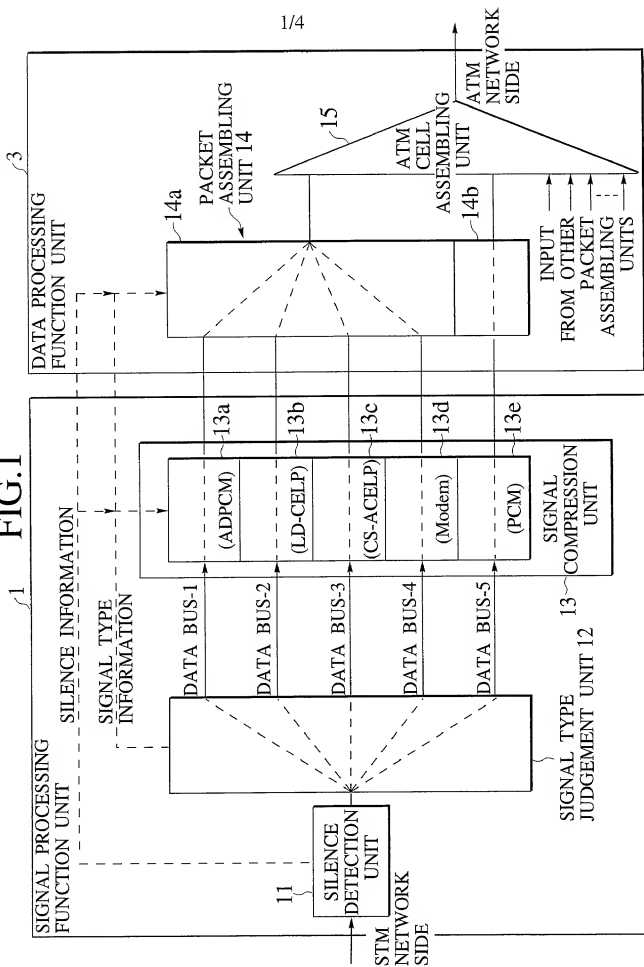 1/4
FIG.1
1
SIGNAL PROCESSING
FUNCTION UNIT
SILENCE INFORMATION
SIGNAL TYPE
INFORMATION
STM
NETWORK
SIDE
11
SILENCE
DETECTION
UNIT
SIGNAL TYPE
JUDGEMENT UNIT 12
DATA BUS-1
DATA BUS-2
DATA BUS-3
DATA BUS-4
DATA BUS-5
(ADPCM)
(LD-CELP)
(CS-ACELP)
(Modem)
(PCM)
13a
13b
13c
13d
13e
SIGNAL
COMPRESSION
UNIT
13
3
DATA PROCESSING
FUNCTION UNIT
14a
PACKET
ASSEMBLING
UNIT 14
14b
15
ATM
CELL
ASSEMBLING
UNIT
INPUT
FROM OTHER
PACKET
ASSEMBLING
UNITS
ATM
NETWORK
SIDE